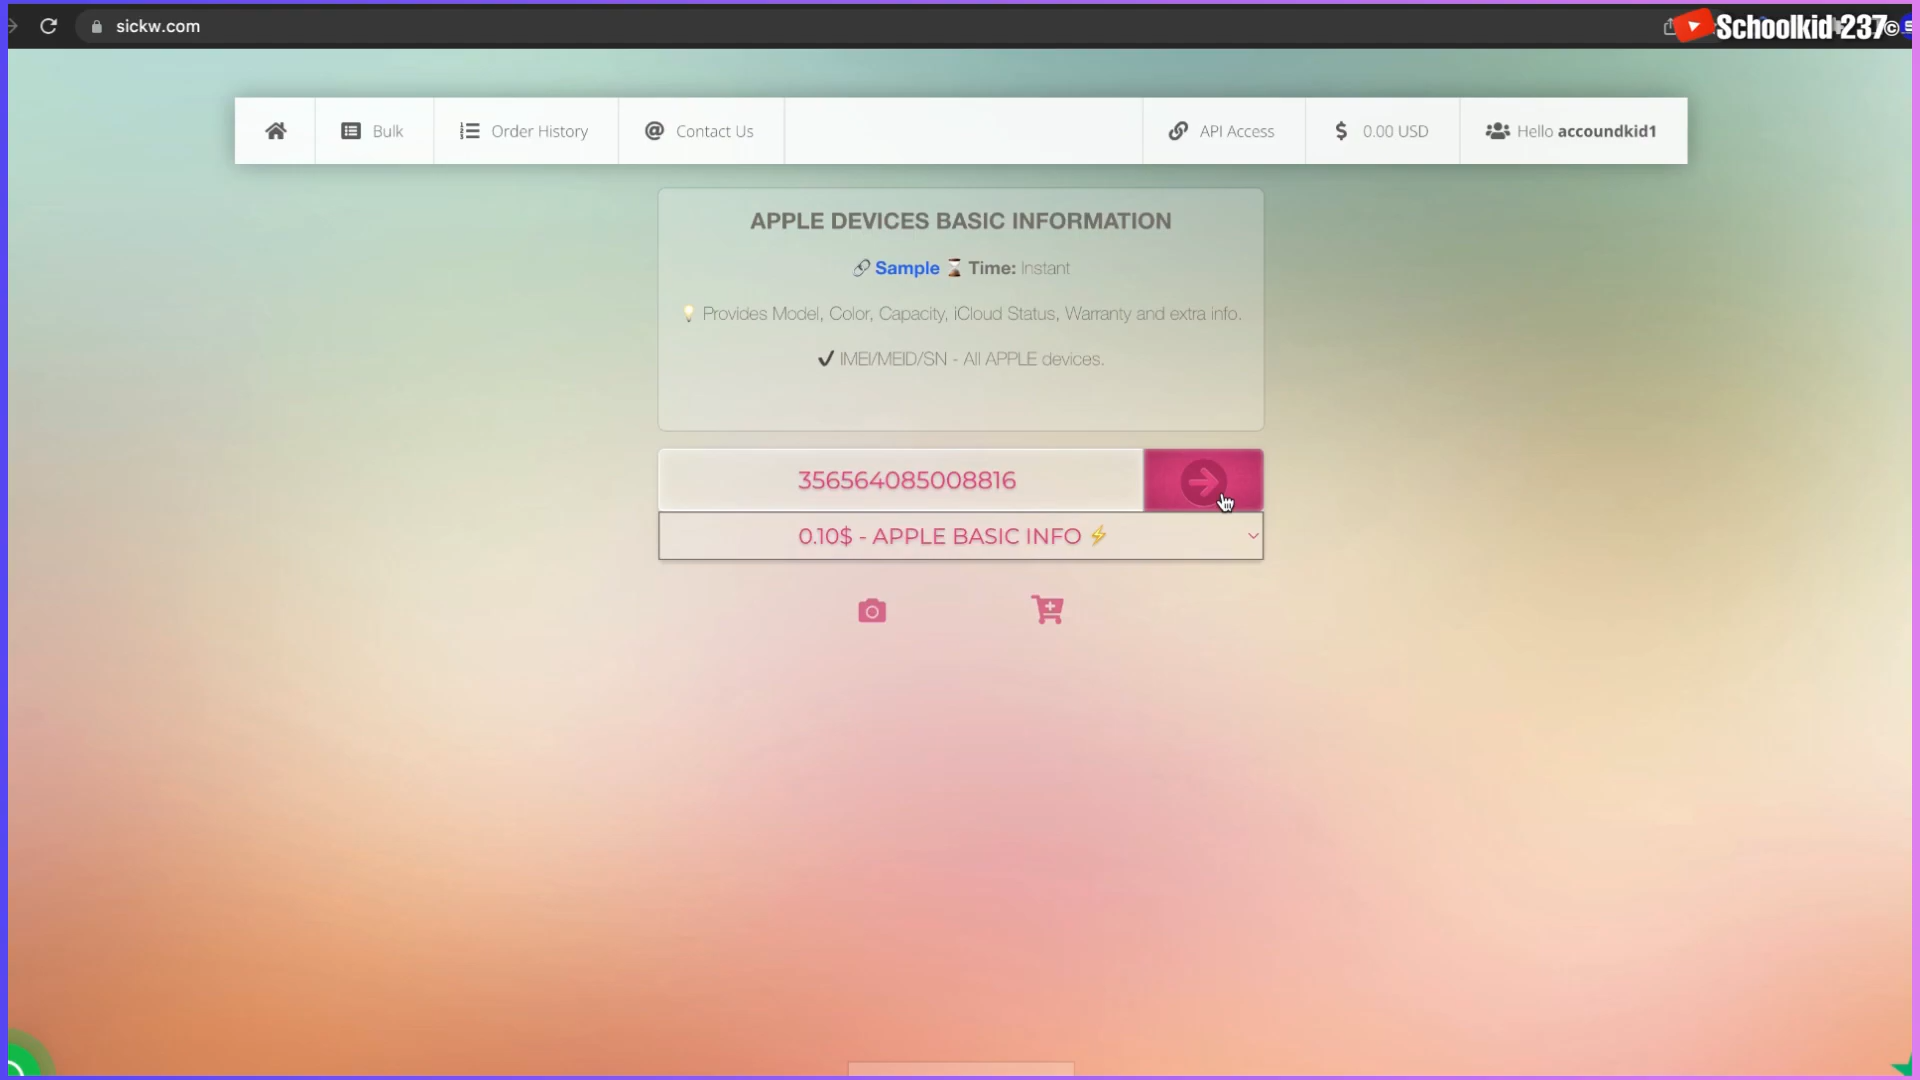 sickw.com
Schoolkid 237©
Bulk
Order History
Contact Us
API Access
0.00 USD
Hello accoundkid1
APPLE DEVICES BASIC INFORMATION
Sample Time: Instant
Provides Model, Color, Capacity, iCloud Status, Warranty and extra info.
IMEI/MEID/SN - All APPLE devices.
356564085008816
0.10$ - APPLE BASIC INFO